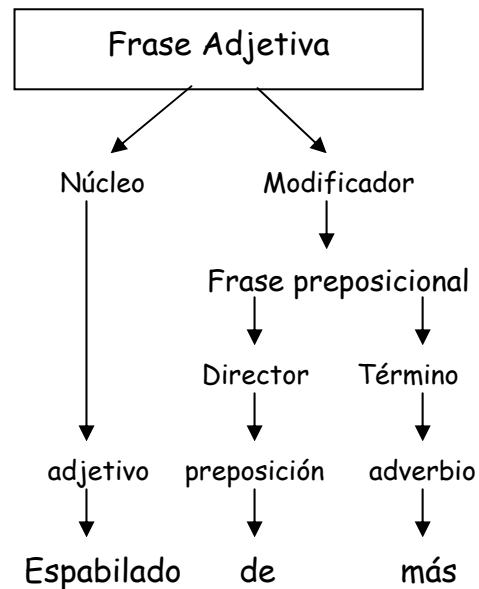 Frase Adjetiva
Núcleo Modificador
Frase preposicional
Director Término
adjetivo preposición adverbio
Espabilado de más